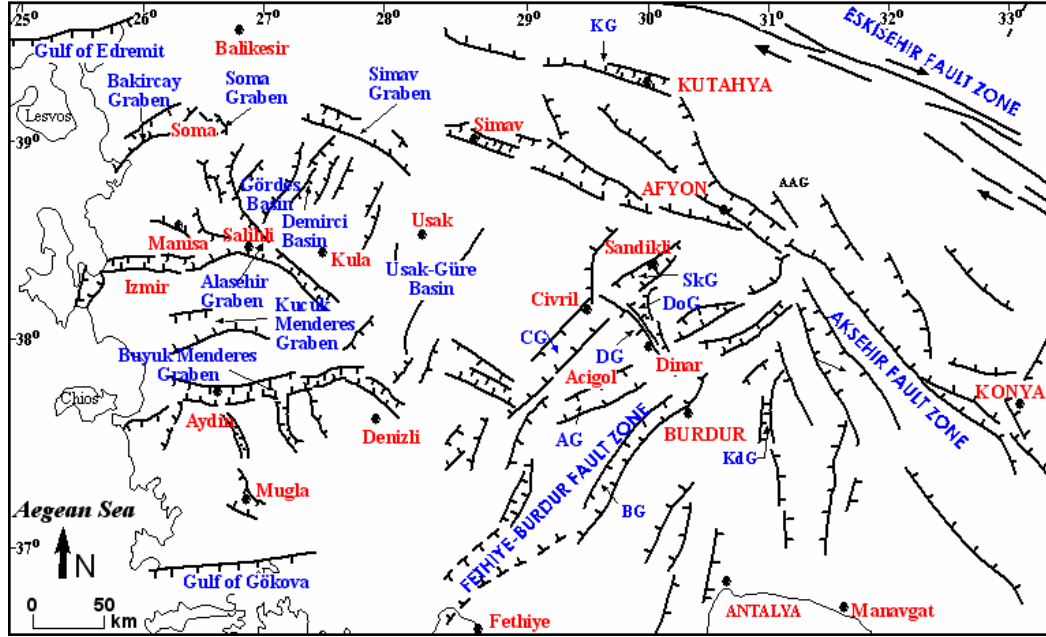 25° 26° 27° 28° 29° 30° 31° 32° 33°
39°
38°
37°
Gulf of Edremit
Balikesir
KG
ESKİSEHİR FAULT ZONE
Bakircay
Graben
Soma
Graben
Simav
Graben
KUTAHYA
Lesvos
Soma
Simav
Gördes
Basin
Demirci
Basin
Usak
AFYON
AAG
Manisa
Salihli
Kula
Sandikli
Alasehir
Graben
Usak-Güre
Basin
SkG
Izmir
Kucuk
Menderes
Graben
Civril
DoG
CG
DG
Dinar
Buyuk Menderes
Graben
Acigol
AKSEHIR FAULT ZONE
KONYA
Chios
Aydin
Denizli
AG
BURDUR
KdG
FETHIYE-BURDUR FAULT ZONE
Mugla
BG
Aegean Sea
N
Gulf of Gökova
0 50
km
Fethiye
ANTALYA
Manavgat